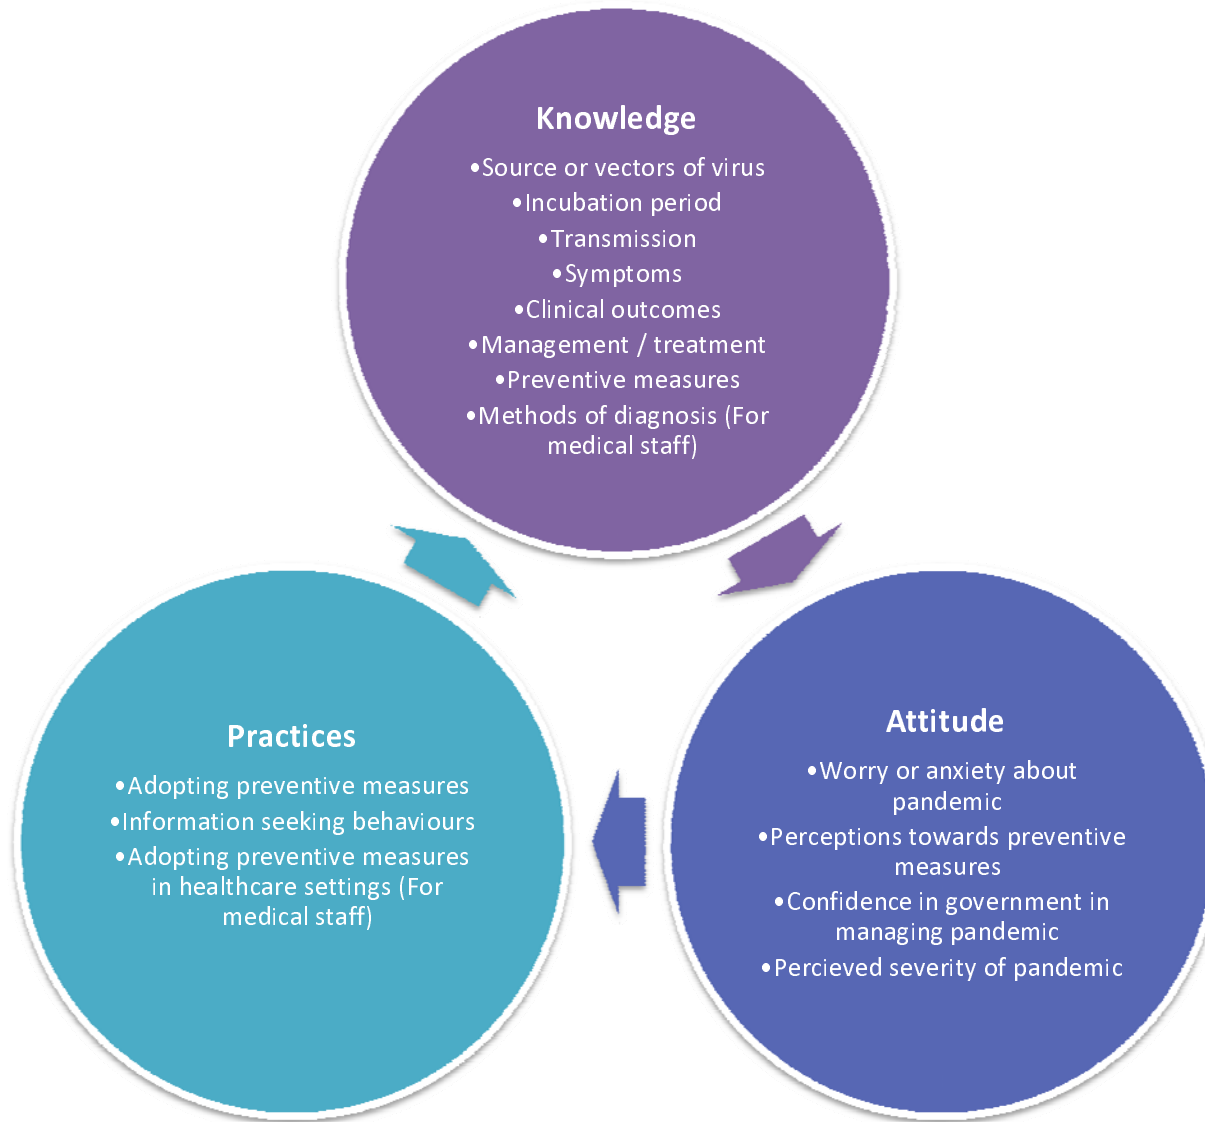 Knowledge
•Source or vectors of virus
•Incubation period
•Transmission
•Symptoms
•Clinical outcomes
•Management / treatment
•Preventive measures
•Methods of diagnosis (For
medical staff)
Practices
•Adopting preventive measures
•Information seeking behaviours
•Adopting preventive measures
in healthcare settings (For
medical staff)
Attitude
•Worry or anxiety about
pandemic
•Perceptions towards preventive
measures
•Confidence in government in
managing pandemic
•Percieved severity of pandemic